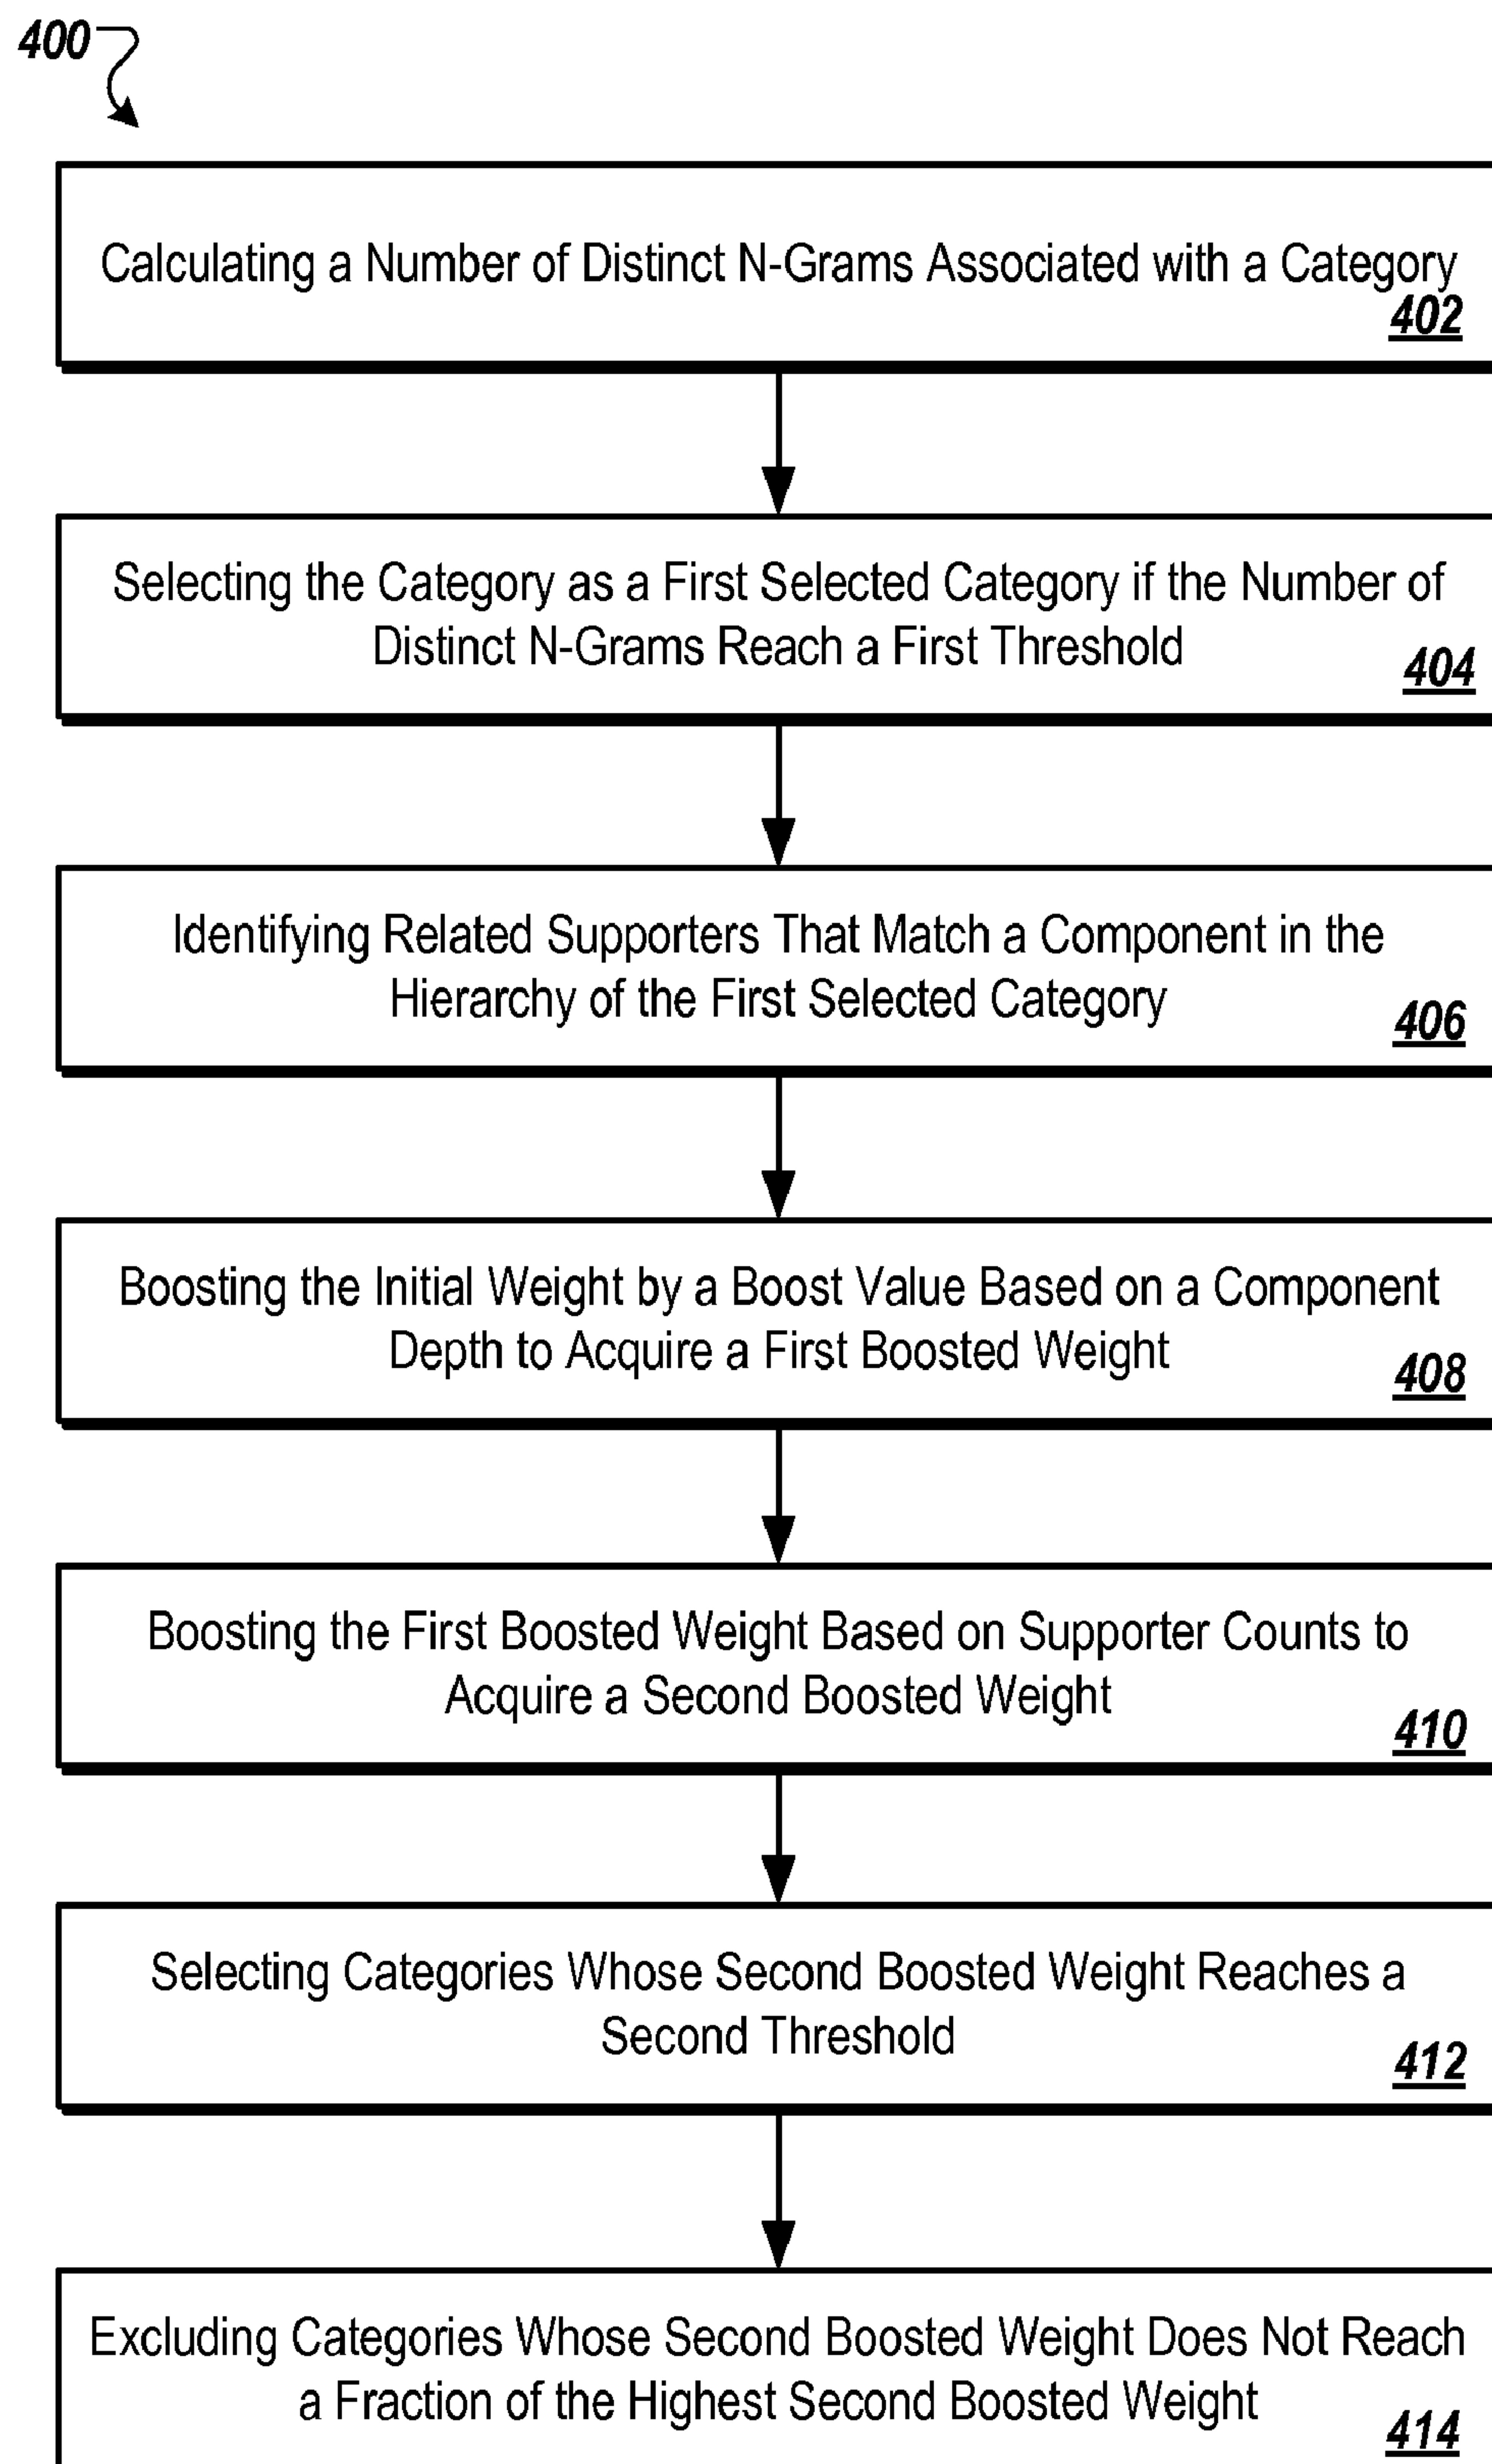 400
Calculating a Number of Distinct N-Grams Associated with a Category
402
Selecting the Category as a First Selected Category if the Number of
Distinct N-Grams Reach a First Threshold
404
Identifying Related Supporters That Match a Component in the
Hierarchy of the First Selected Category
406
Boosting the Initial Weight by a Boost Value Based on a Component
Depth to Acquire a First Boosted Weight
408
Boosting the First Boosted Weight Based on Supporter Counts to
Acquire a Second Boosted Weight
410
Selecting Categories Whose Second Boosted Weight Reaches a
Second Threshold
412
Excluding Categories Whose Second Boosted Weight Does Not Reach
a Fraction of the Highest Second Boosted Weight
414